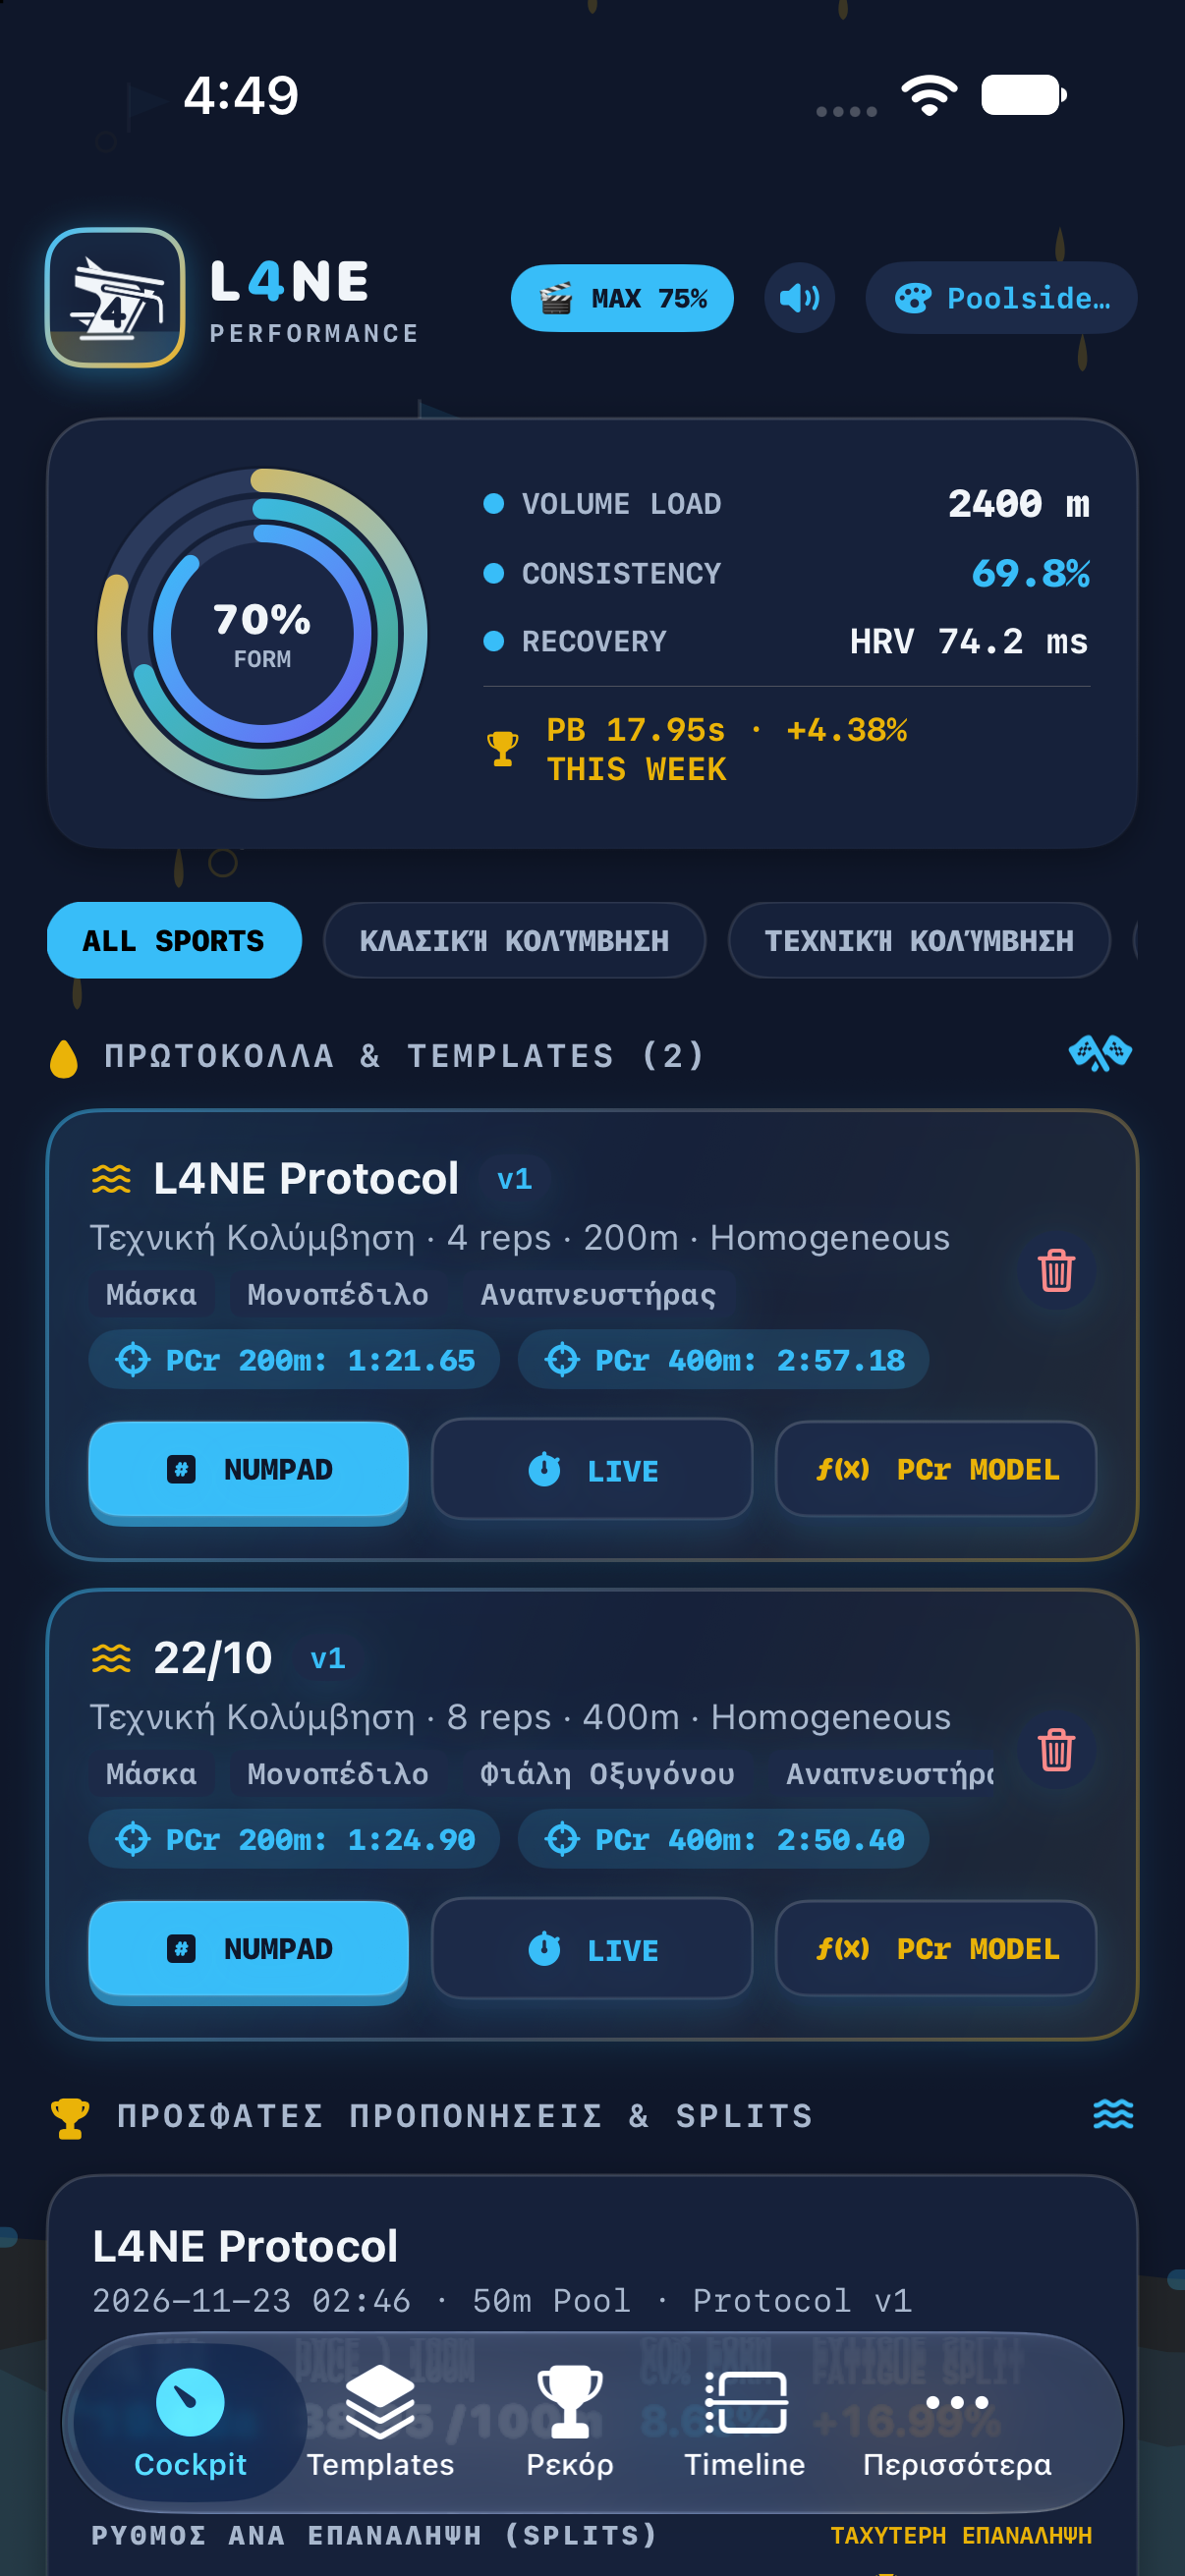 4:49
L4NE
PERFORMANCE
MAX 75%
Poolside…
70%
FORM
VOLUME LOAD 2400 m
CONSISTENCY 69.8%
RECOVERY HRV 74.2 ms
PB 17.95s · +4.38%
THIS WEEK
ALL SPORTS ΚΛΑΣΙΚΉ ΚΟΛΎΜΒΗΣΗ ΤΕΧΝΙΚΉ ΚΟΛΎΜΒΗΣΗ
ΠΡΩΤΟΚΟΛΛΑ & TEMPLATES (2)
L4NE Protocol v1
Τεχνική Κολύμβηση · 4 reps · 200m · Homogeneous
Μάσκα Μονοπέδιλο Αναπνευστήρας
PCr 200m: 1:21.65 PCr 400m: 2:57.18
# NUMPAD LIVE f(x) PCr MODEL
22/10 v1
Τεχνική Κολύμβηση · 8 reps · 400m · Homogeneous
Μάσκα Μονοπέδιλο Φιάλη Οξυγόνου Αναπνευστήρα
PCr 200m: 1:24.90 PCr 400m: 2:50.40
# NUMPAD LIVE f(x) PCr MODEL
ΠΡΟΣΦΑΤΕΣ ΠΡΟΠΟΝΗΣΕΙΣ & SPLITS
L4NE Protocol
2026-11-23 02:46 · 50m Pool · Protocol v1
FATIGUE SPLIT
+16.99%
Cockpit Templates Ρεκόρ Timeline Περισσότερα
ΡΥΘΜΟΣ ΑΝΑ ΕΠΑΝΑΛΗΨΗ (SPLITS) ΤΑΧΥΤΕΡΗ ΕΠΑΝΑΛΗΨΗ